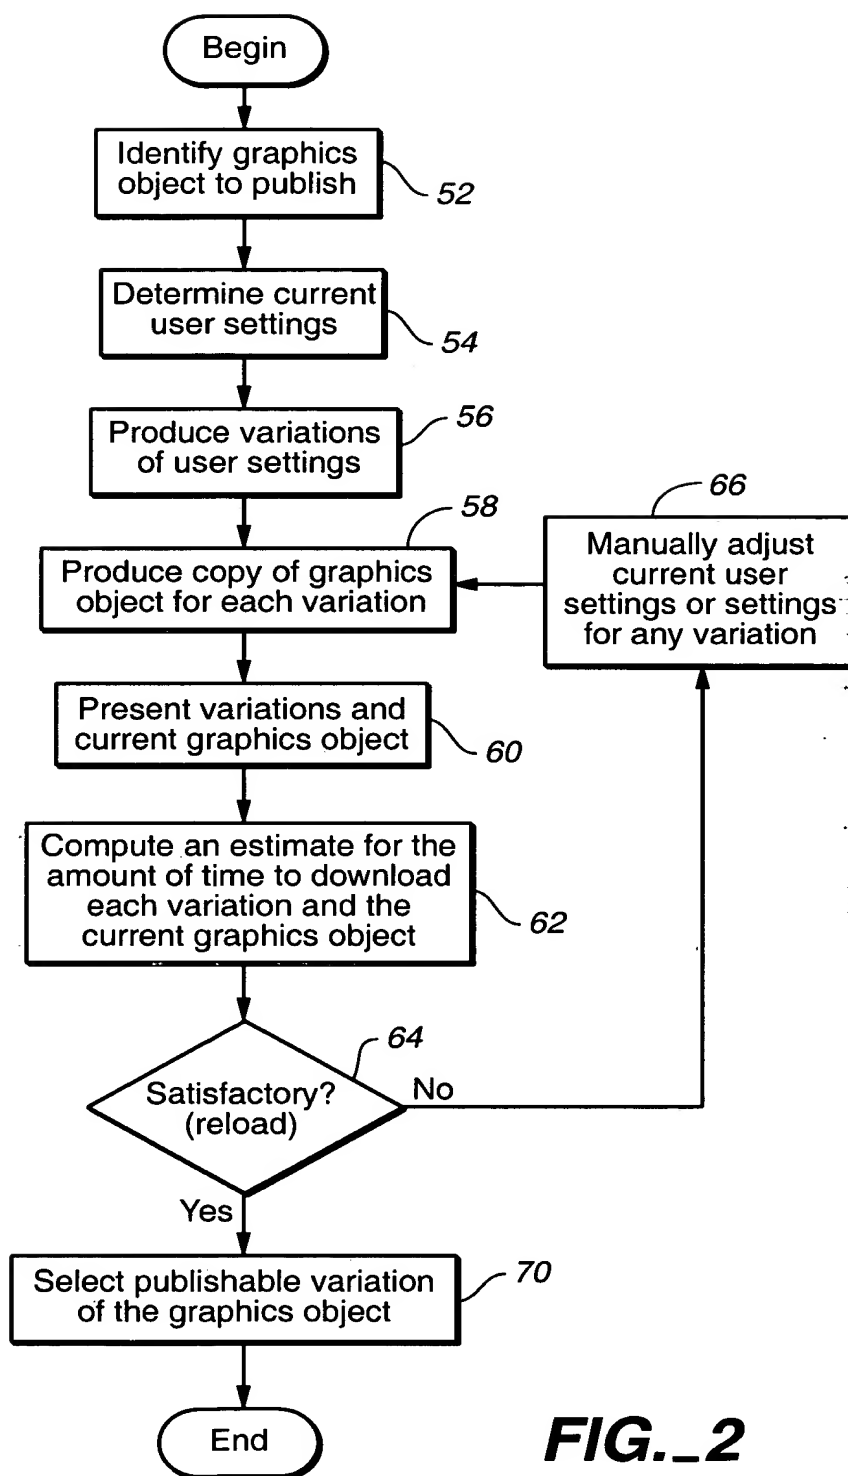 Begin
Identify graphics
object to publish
52
Determine current
user settings
54
Produce variations
of user settings
56
Produce copy of graphics
object for each variation
58
Manually adjust
current user
settings or settings
for any variation
66
Present variations and
current graphics object
60
Compute an estimate for the
amount of time to download
each variation and the
current graphics object
62
Satisfactory?
(reload)
64
No
Yes
Select publishable variation
of the graphics object
70
End
FIG._2